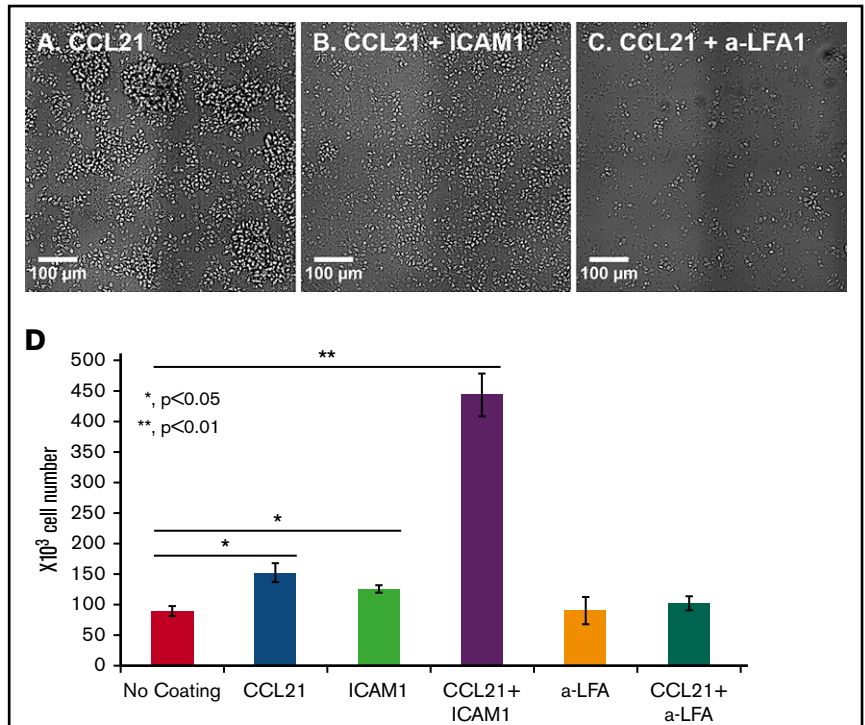 A. CCL21
B. CCL21 + ICAM1
C. CCL21 + a-LFA1
100 µm
100 µm
100 µm
D
**
*, p<0.05
**, p<0.01
*
*
X10³ cell number
500
450
400
350
300
250
200
150
100
50
0
No Coating
CCL21
ICAM1
CCL21+
ICAM1
a-LFA
CCL21+
a-LFA